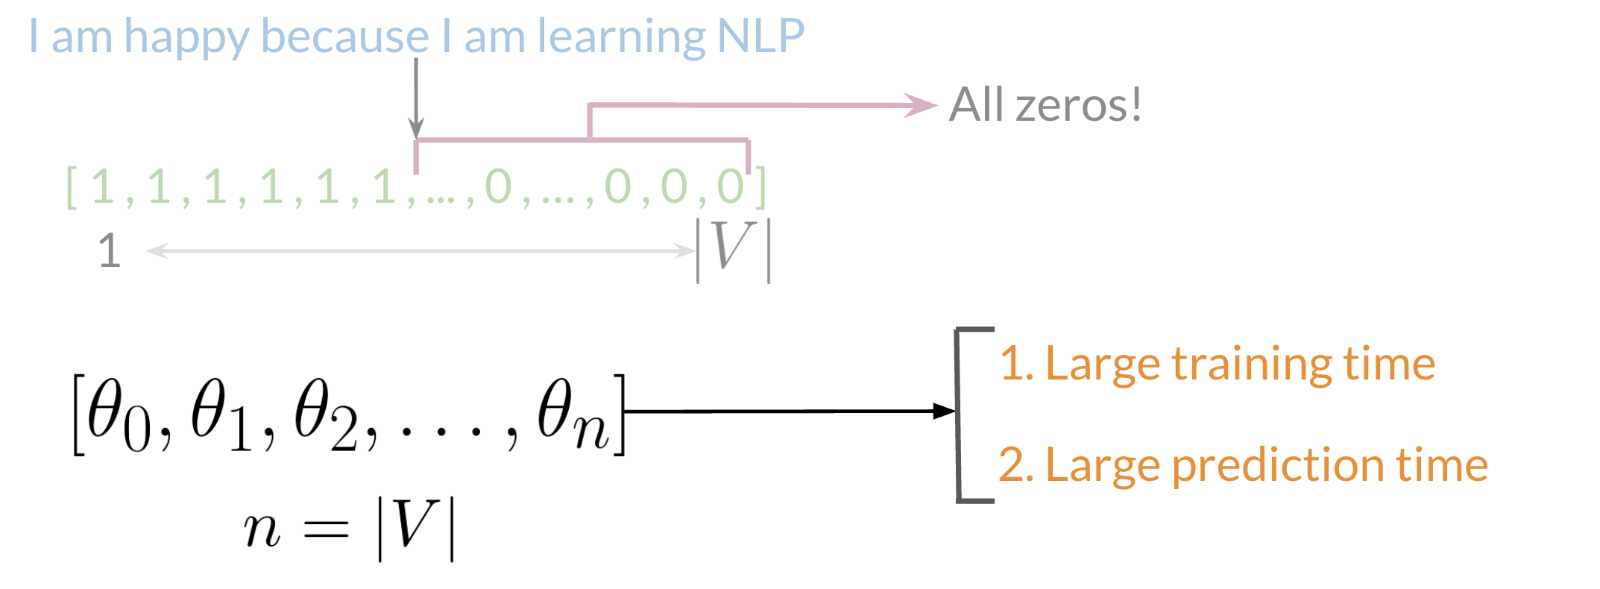 I am happy because I am learning NLP
All zeros!
[ 1 , 1 , 1 , 1 , 1 , 1 , ... , 0 , ... , 0 , 0 , 0 ]
1 |V|
[θ₀, θ₁, θ₂, . . . , θₙ]
1. Large training time
2. Large prediction time
n = |V|